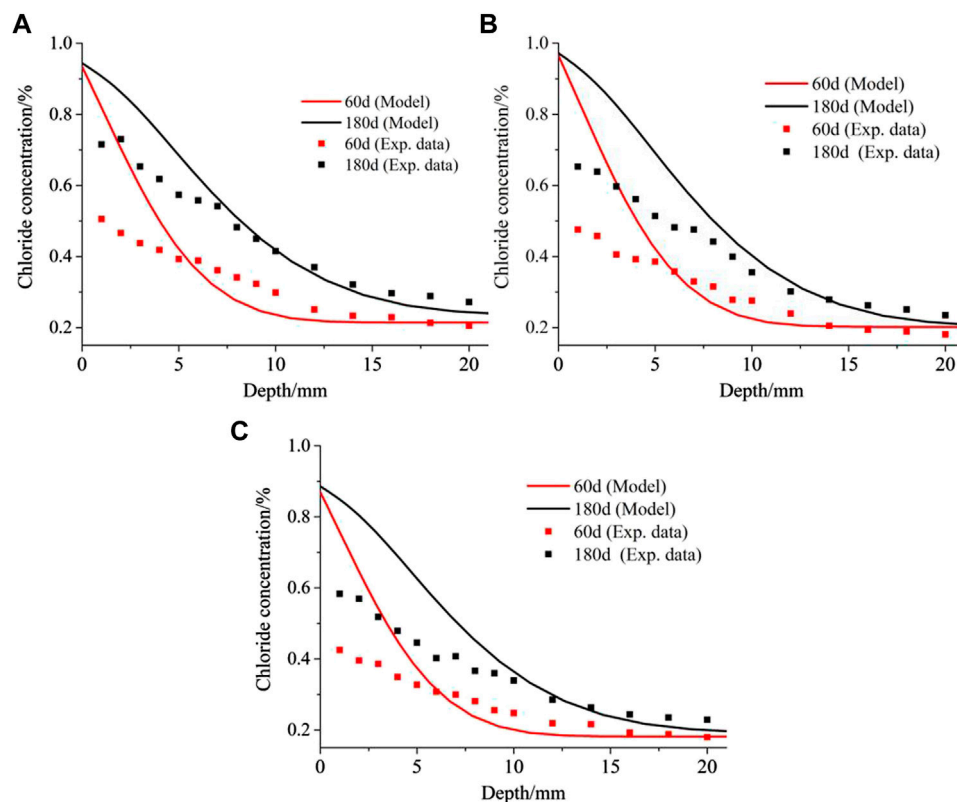 A
1.0
0.8
0.6
0.4
0.2
Chloride concentration/%
60d (Model)
180d (Model)
60d (Exp. data)
180d (Exp. data)
0 5 10 15 20
Depth/mm
B
1.0
0.8
0.6
0.4
0.2
Chloride concentration/%
60d (Model)
180d (Model)
60d (Exp. data)
180d (Exp. data)
0 5 10 15 20
Depth/mm
C
1.0
0.8
0.6
0.4
0.2
Chloride concentration/%
60d (Model)
180d (Model)
60d (Exp. data)
180d (Exp. data)
0 5 10 15 20
Depth/mm